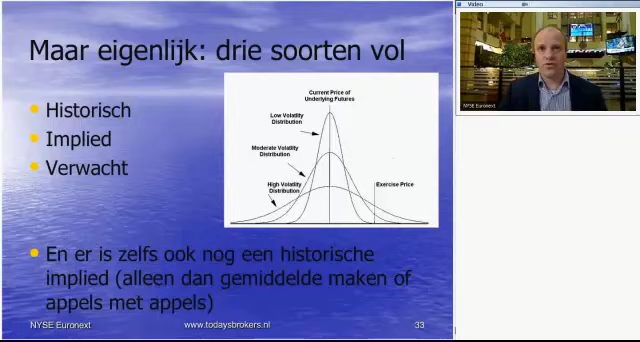 Maar eigenlijk: drie soorten vol
Historisch
Implied
Verwacht
Current Price of
Underlying Futures
Low Volatility
Distribution
Moderate Volatility
Distribution
High Volatility
Distribution
Exercise Price
En er is zelfs ook nog een historische
implied (alleen dan gemiddelde maken of
appels met appels)
NYSE Euronext
www.todaysbrokers.nl
33
Video
NYSE Euronext